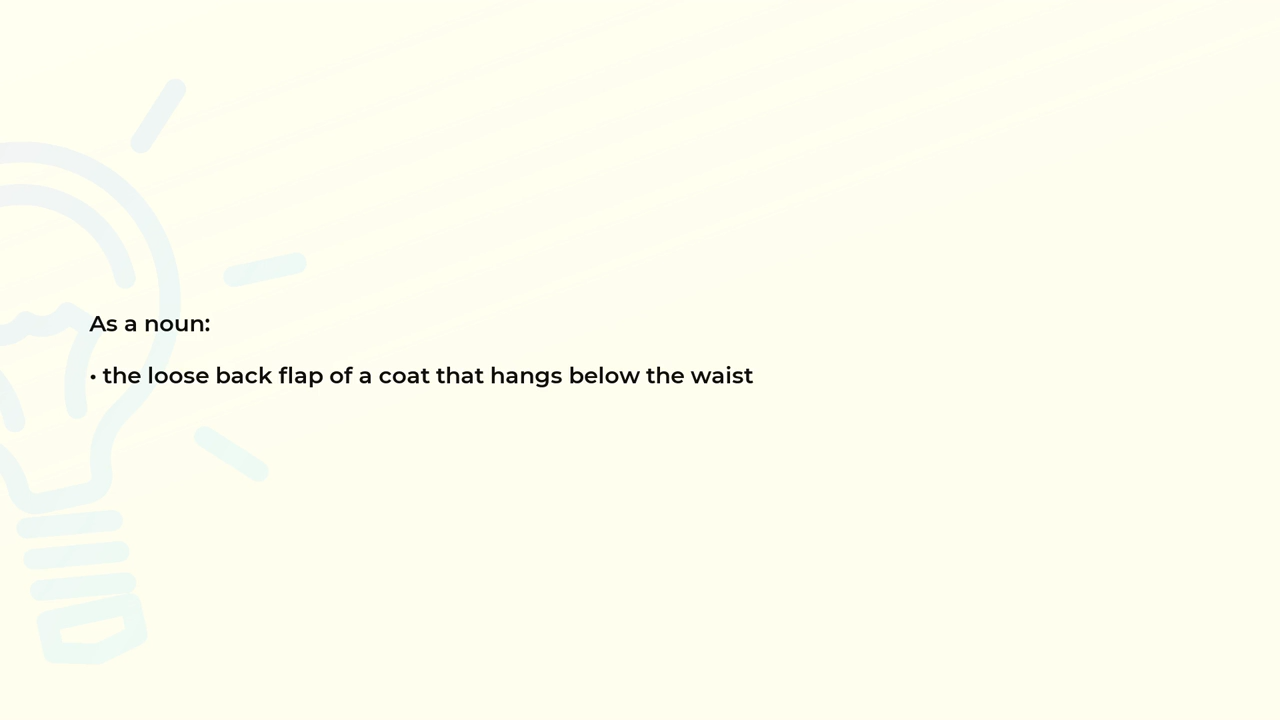 As a noun:
• the loose back flap of a coat that hangs below the waist